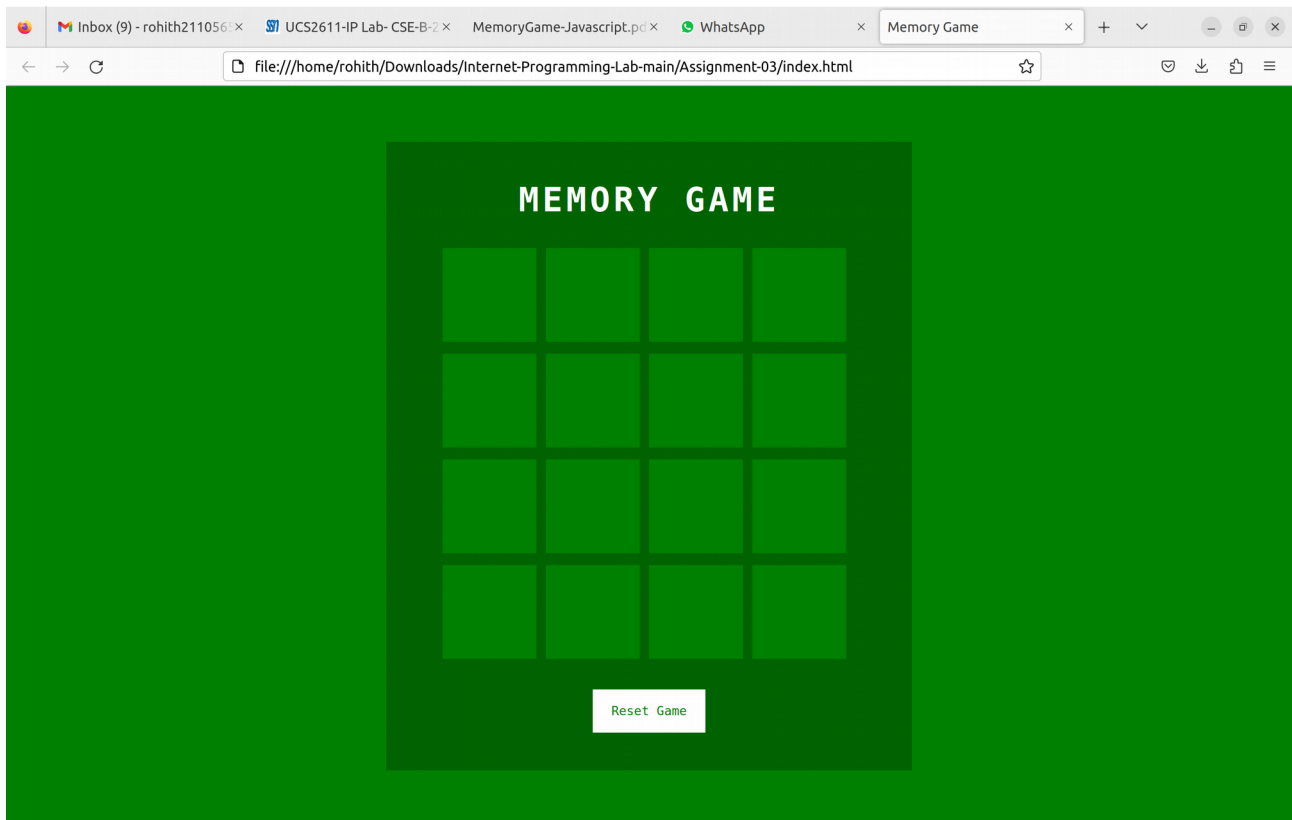 Inbox (9) - rohith211056 UCS2611-IP Lab- CSE-B-2 MemoryGame-Javascript.pd WhatsApp Memory Game
file:///home/rohith/Downloads/Internet-Programming-Lab-main/Assignment-03/index.html
MEMORY GAME
Reset Game